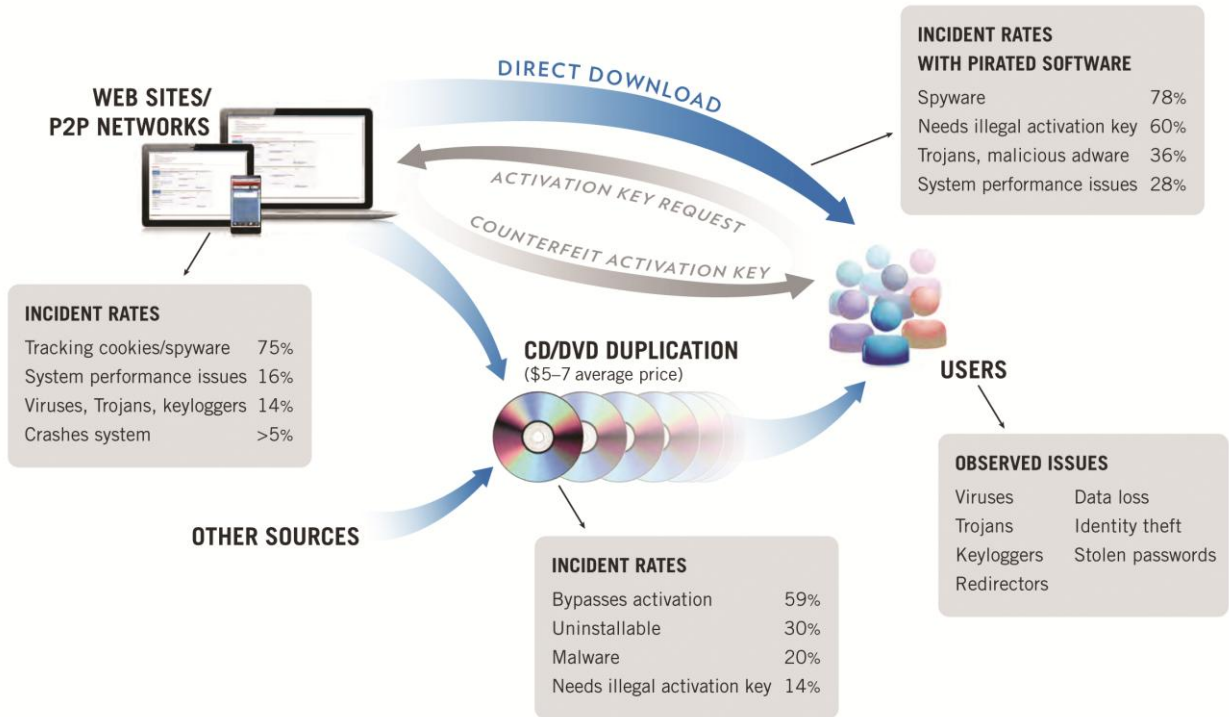 INCIDENT RATES
WITH PIRATED SOFTWARE
Spyware 78%
Needs illegal activation key 60%
Trojans, malicious adware 36%
System performance issues 28%
DIRECT DOWNLOAD
WEB SITES/
P2P NETWORKS
ACTIVATION KEY REQUEST
COUNTERFEIT ACTIVATION KEY
INCIDENT RATES
Tracking cookies/spyware 75%
System performance issues 16%
Viruses, Trojans, keyloggers 14%
Crashes system >5%
CD/DVD DUPLICATION
($5–7 average price)
USERS
OTHER SOURCES
OBSERVED ISSUES
Viruses Data loss
Trojans Identity theft
Keyloggers Stolen passwords
Redirectors
INCIDENT RATES
Bypasses activation 59%
Uninstallable 30%
Malware 20%
Needs illegal activation key 14%